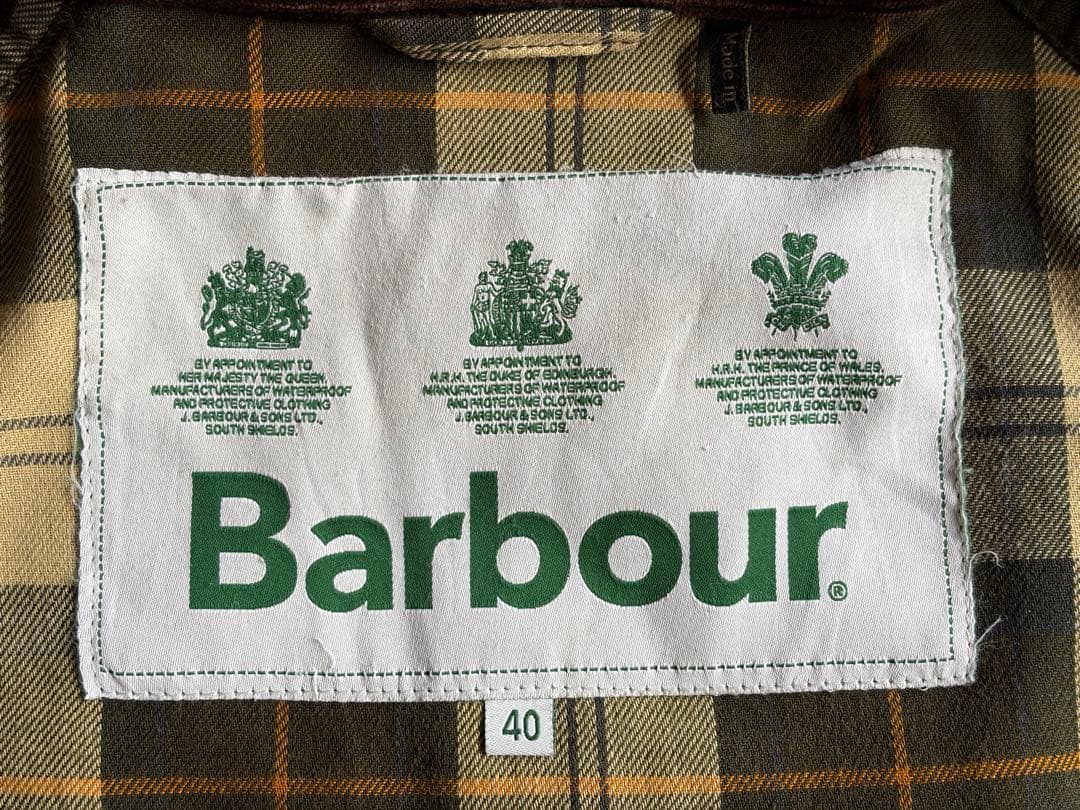 Made in
BY APPOINTMENT TO
HER MAJESTY THE QUEEN
MANUFACTURERS OF WATERPROOF
AND PROTECTIVE CLOTHING
J. BARBOUR & SONS LTD.,
SOUTH SHIELDS.
BY APPOINTMENT TO
H.R.H. THE DUKE OF EDINBURGH.
MANUFACTURERS OF WATERPROOF
AND PROTECTIVE CLOTHING
J. BARBOUR & SONS LTD.,
SOUTH SHIELDS.
BY APPOINTMENT TO
H.R.H. THE PRINCE OF WALES.
MANUFACTURERS OF WATERPROOF
AND PROTECTIVE CLOTHING
J. BARBOUR & SONS LTD.,
SOUTH SHIELDS.
Barbour®
40